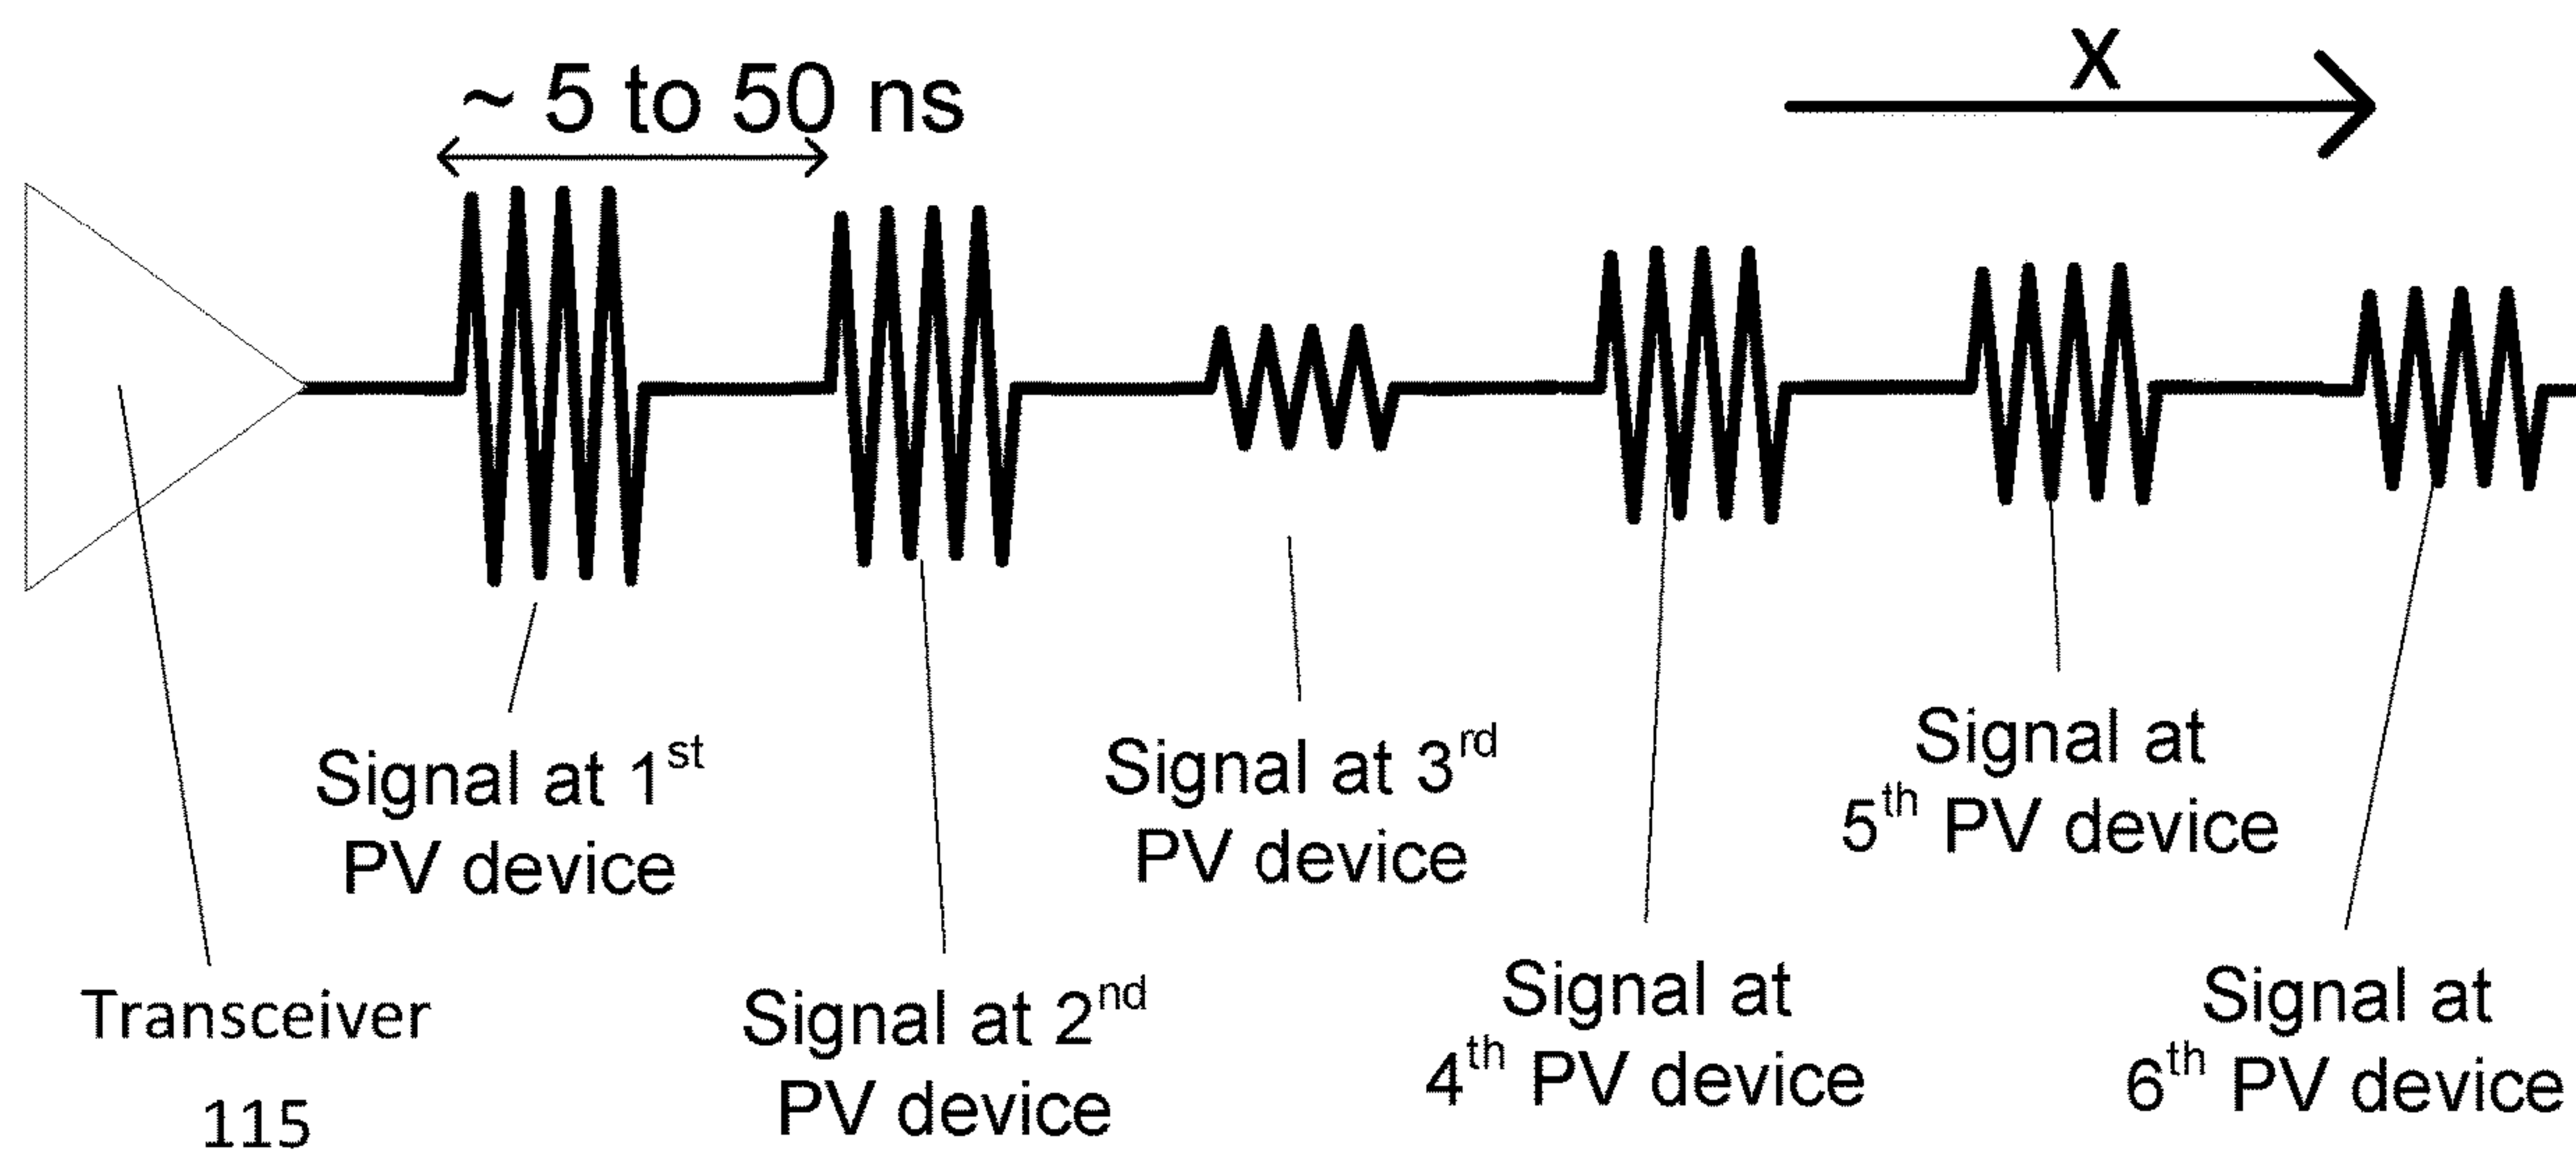 ~ 5 to 50 ns
x
Signal at 1st
PV device
Signal at 2nd
PV device
Signal at 3rd
PV device
Signal at
4th PV device
Signal at
5th PV device
Signal at
6th PV device
Transceiver
115